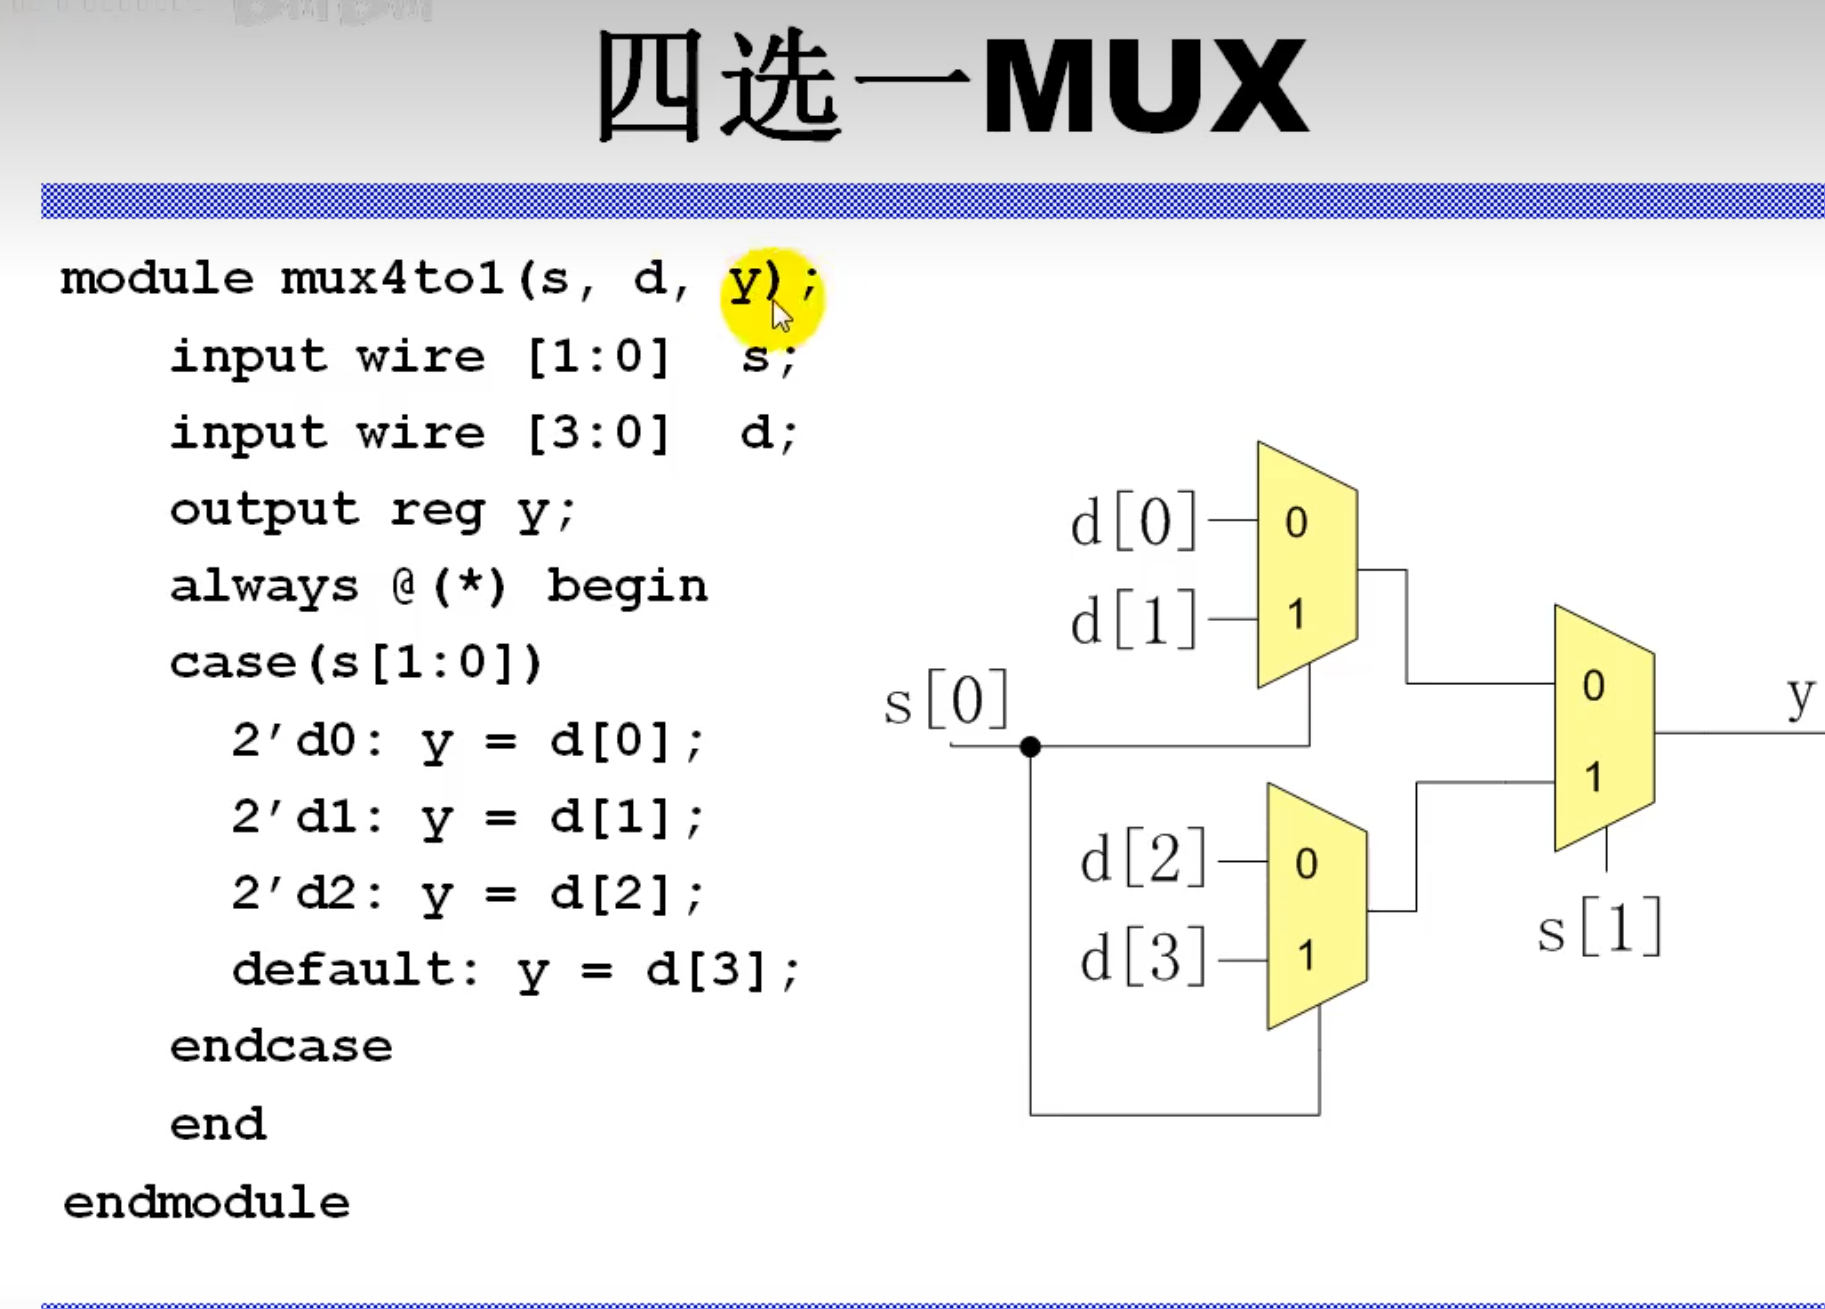 四选一MUX
module mux4to1(s, d, y);
input wire [1:0] s;
input wire [3:0] d;
output reg y;
always @(*) begin
case(s[1:0])
2′d0: y = d[0];
2′d1: y = d[1];
2′d2: y = d[2];
default: y = d[3];
endcase
end
endmodule
d[0]
0
d[1]
1
s[0]
d[2]
0
d[3]
1
0
1
y
s[1]